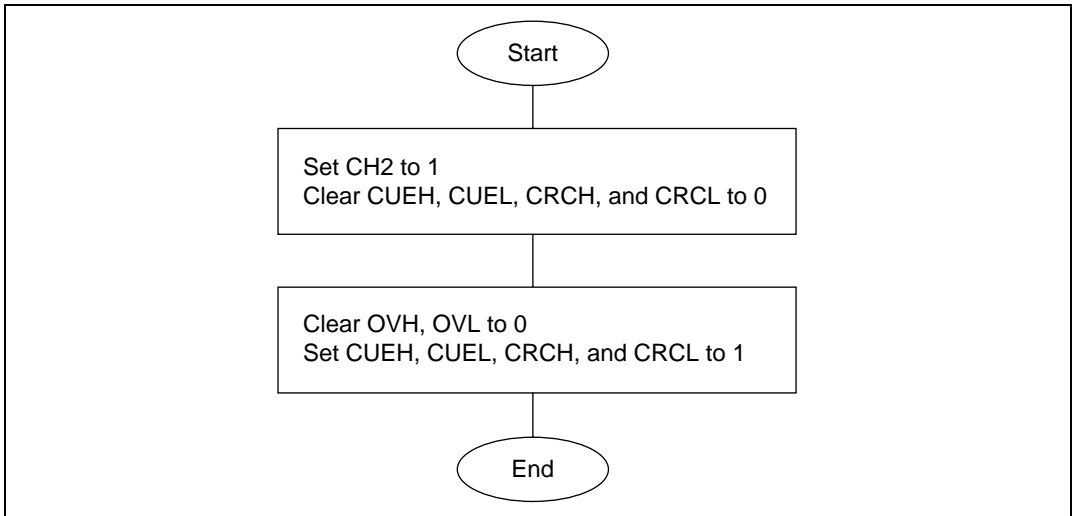 Start
Set CH2 to 1
Clear CUEH, CUEL, CRCH, and CRCL to 0
Clear OVH, OVL to 0
Set CUEH, CUEL, CRCH, and CRCL to 1
End